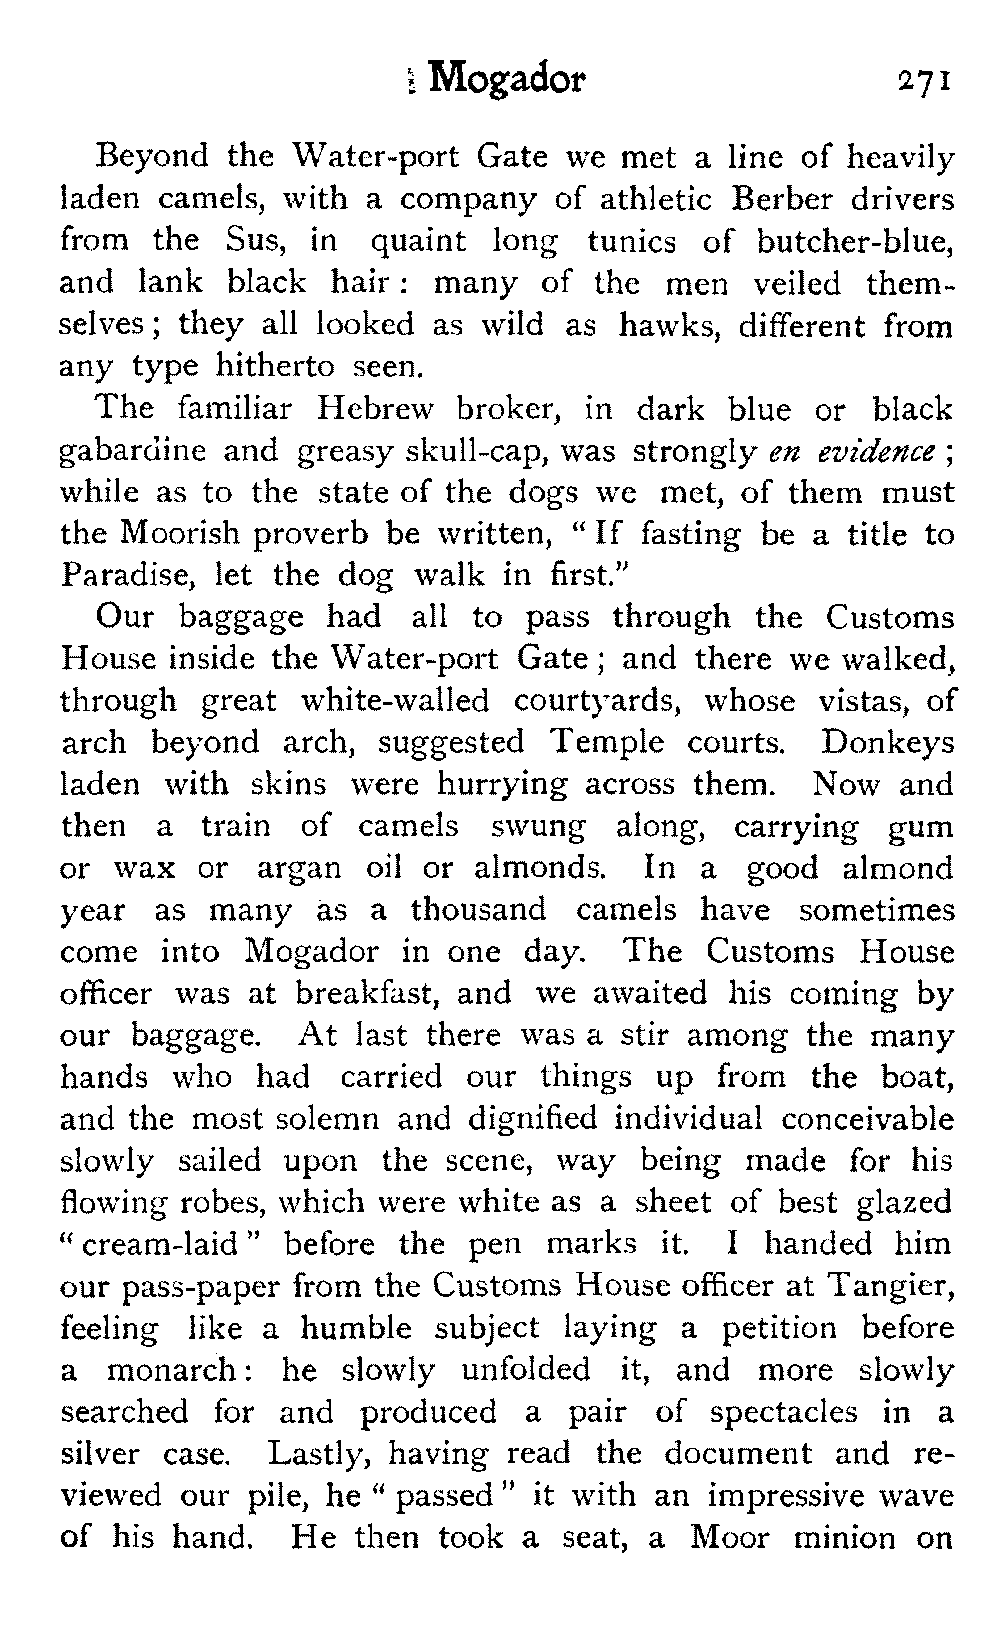 Mogador 271
Beyond the Water-port Gate we met a line of heavily
laden camels, with a company of athletic Berber drivers
from the Sus, in quaint long tunics of butcher-blue,
and lank black hair : many of the men veiled them-
selves ; they all looked as wild as hawks, different from
any type hitherto seen.
The familiar Hebrew broker, in dark blue or black
gabardine and greasy skull-cap, was strongly en evidence ;
while as to the state of the dogs we met, of them must
the Moorish proverb be written, " If fasting be a title to
Paradise, let the dog walk in first."
Our baggage had all to pass through the Customs
House inside the Water-port Gate ; and there we walked,
through great white-walled courtyards, whose vistas, of
arch beyond arch, suggested Temple courts. Donkeys
laden with skins were hurrying across them. Now and
then a train of camels swung along, carrying gum
or wax or argan oil or almonds. In a good almond
year as many as a thousand camels have sometimes
come into Mogador in one day. The Customs House
officer was at breakfast, and we awaited his coming by
our baggage. At last there was a stir among the many
hands who had carried our things up from the boat,
and the most solemn and dignified individual conceivable
slowly sailed upon the scene, way being made for his
flowing robes, which were white as a sheet of best glazed
" cream-laid " before the pen marks it. I handed him
our pass-paper from the Customs House officer at Tangier,
feeling like a humble subject laying a petition before
a monarch : he slowly unfolded it, and more slowly
searched for and produced a pair of spectacles in a
silver case. Lastly, having read the document and re-
viewed our pile, he " passed " it with an impressive wave
of his hand. He then took a seat, a Moor minion on